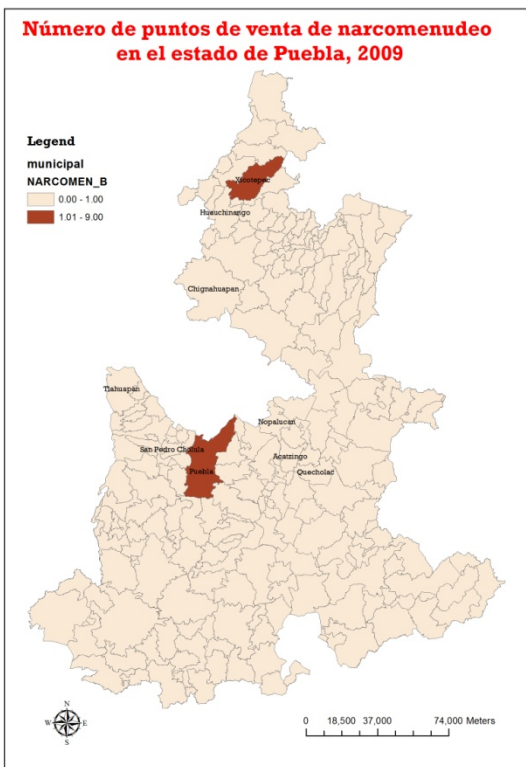 Número de puntos de venta de narcomenudeo
en el estado de Puebla, 2009
Legend
municipal
NARCOMEN_B
0.00 - 1.00
1.01 - 9.00
Xicotepec
Huauchinango
Chignahuapan
Tlahuapan
Nopalucan
San Pedro Cholula
Acatzingo
Puebla
Quecholac
N
W E
S
0 18,500 37,000 74,000 Meters